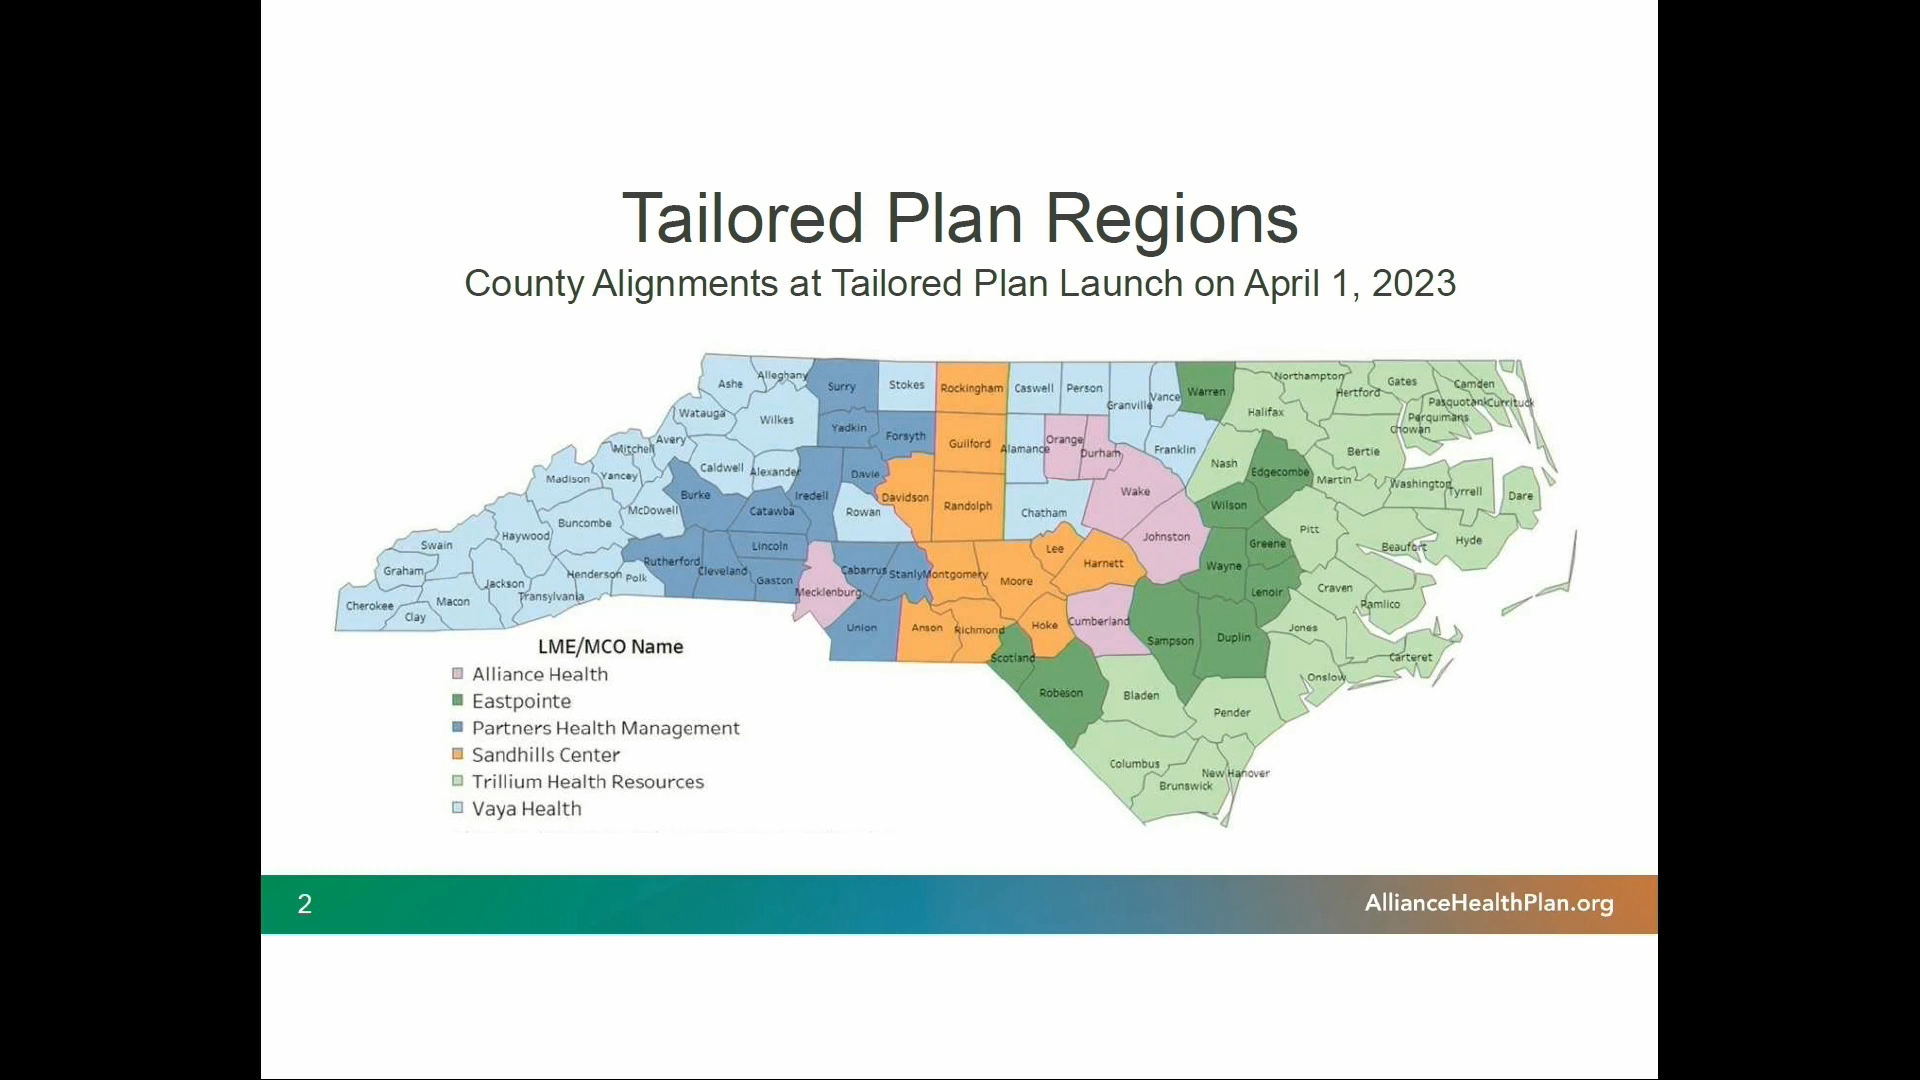 Tailored Plan Regions
County Alignments at Tailored Plan Launch on April 1, 2023
Ashe
Alleghany
Surry
Stokes
Rockingham
Caswell
Person
Granville
Vance
Warren
Northampton
Hertford
Gates
Camden
Pasquotank
Currituck
Perquimans
Chowan
Watauga
Wilkes
Yadkin
Forsyth
Guilford
Alamance
Orange
Durham
Franklin
Halifax
Bertie
Avery
Mitchell
Yancey
Madison
Caldwell
Alexander
Iredell
Davie
Davidson
Randolph
Chatham
Wake
Nash
Edgecombe
Martin
Washington
Tyrrell
Dare
Burke
McDowell
Catawba
Rowan
Wilson
Pitt
Beaufort
Hyde
Buncombe
Haywood
Swain
Graham
Rutherford
Lincoln
Cleveland
Gaston
Cabarrus
Stanly
Montgomery
Moore
Lee
Harnett
Johnston
Greene
Wayne
Lenoir
Craven
Pamlico
Jackson
Henderson
Polk
Transylvania
Macon
Cherokee
Clay
Mecklenburg
Union
Anson
Richmond
Hoke
Cumberland
Sampson
Duplin
Jones
Carteret
Onslow
Scotland
Robeson
Bladen
Pender
Columbus
Brunswick
New Hanover
LME/MCO Name
Alliance Health
Eastpointe
Partners Health Management
Sandhills Center
Trillium Health Resources
Vaya Health
2
AllianceHealthPlan.org